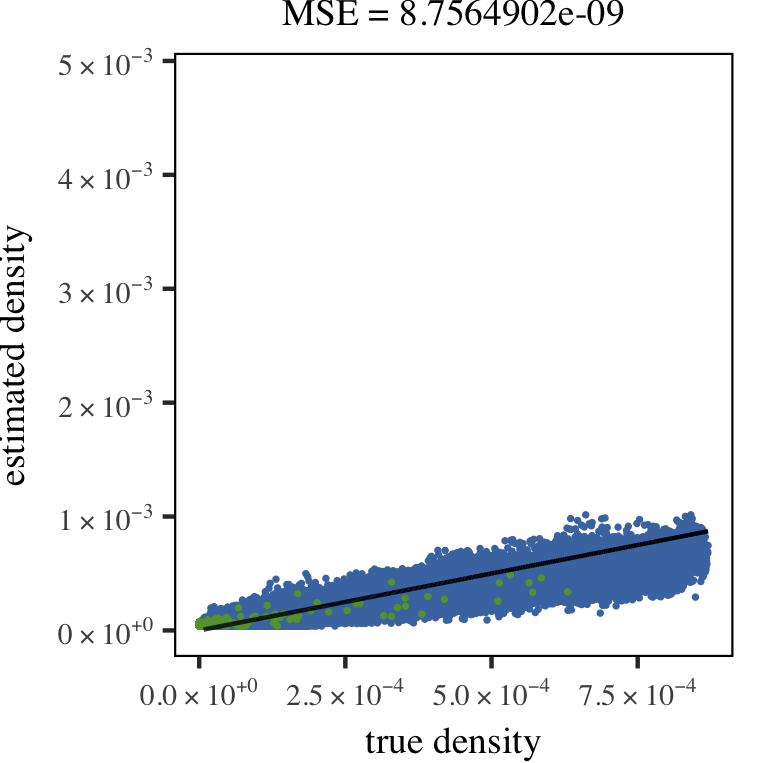 MSE = 8.7564902e-09
5 × 10⁻³
4 × 10⁻³
3 × 10⁻³
2 × 10⁻³
1 × 10⁻³
0 × 10⁺⁰
estimated density
0.0 × 10⁺⁰ 2.5 × 10⁻⁴ 5.0 × 10⁻⁴ 7.5 × 10⁻⁴
true density